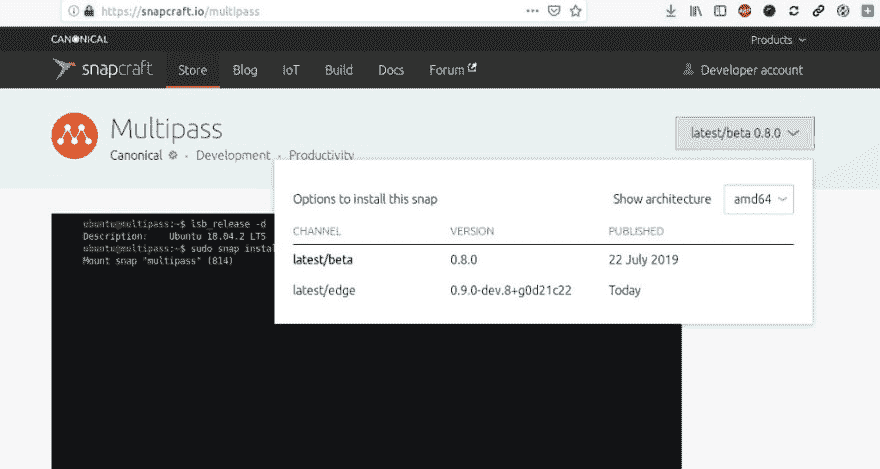 https://snapcraft.io/multipass
CANONICAL
Products
snapcraft Store Blog IoT Build Docs Forum Developer account
Multipass
Canonical Development Productivity
latest/beta 0.8.0
Options to install this snap
Show architecture amd64
CHANNEL VERSION PUBLISHED
latest/beta 0.8.0 22 July 2019
latest/edge 0.9.0-dev.8+g0d21c22 Today
ubuntu@multipass:~$ lsb_release -d
Description: Ubuntu 18.04.2 LTS
ubuntu@multipass:~$ sudo snap instal
Mount snap "multipass" (814)